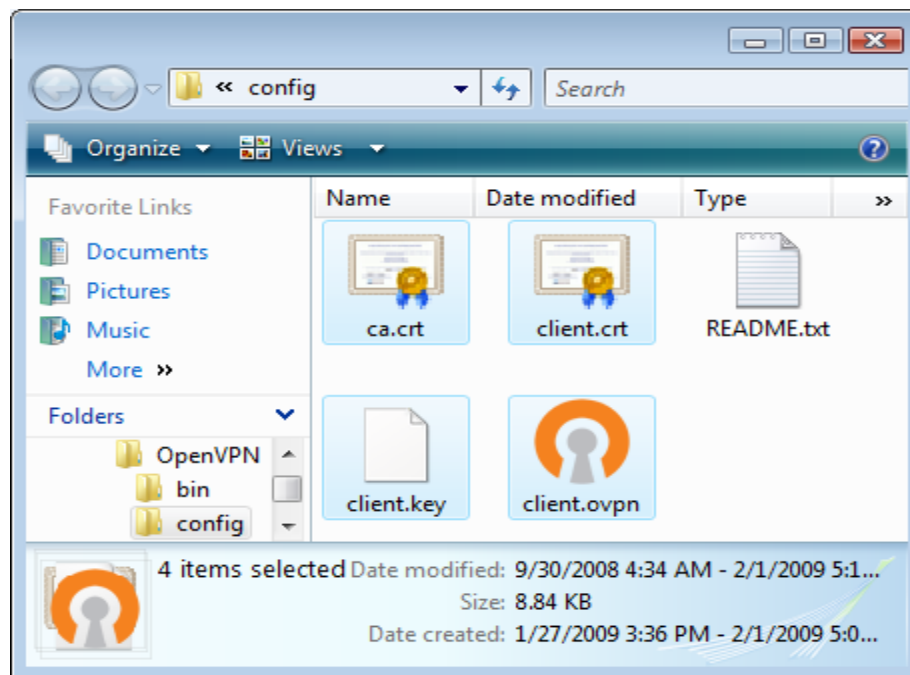 « config
Search
Organize Views
Favorite Links
Documents
Pictures
Music
More »
Folders
OpenVPN
bin
config
Name Date modified Type »
ca.crt client.crt README.txt
client.key client.ovpn
4 items selected Date modified: 9/30/2008 4:34 AM - 2/1/2009 5:1...
Size: 8.84 KB
Date created: 1/27/2009 3:36 PM - 2/1/2009 5:0...